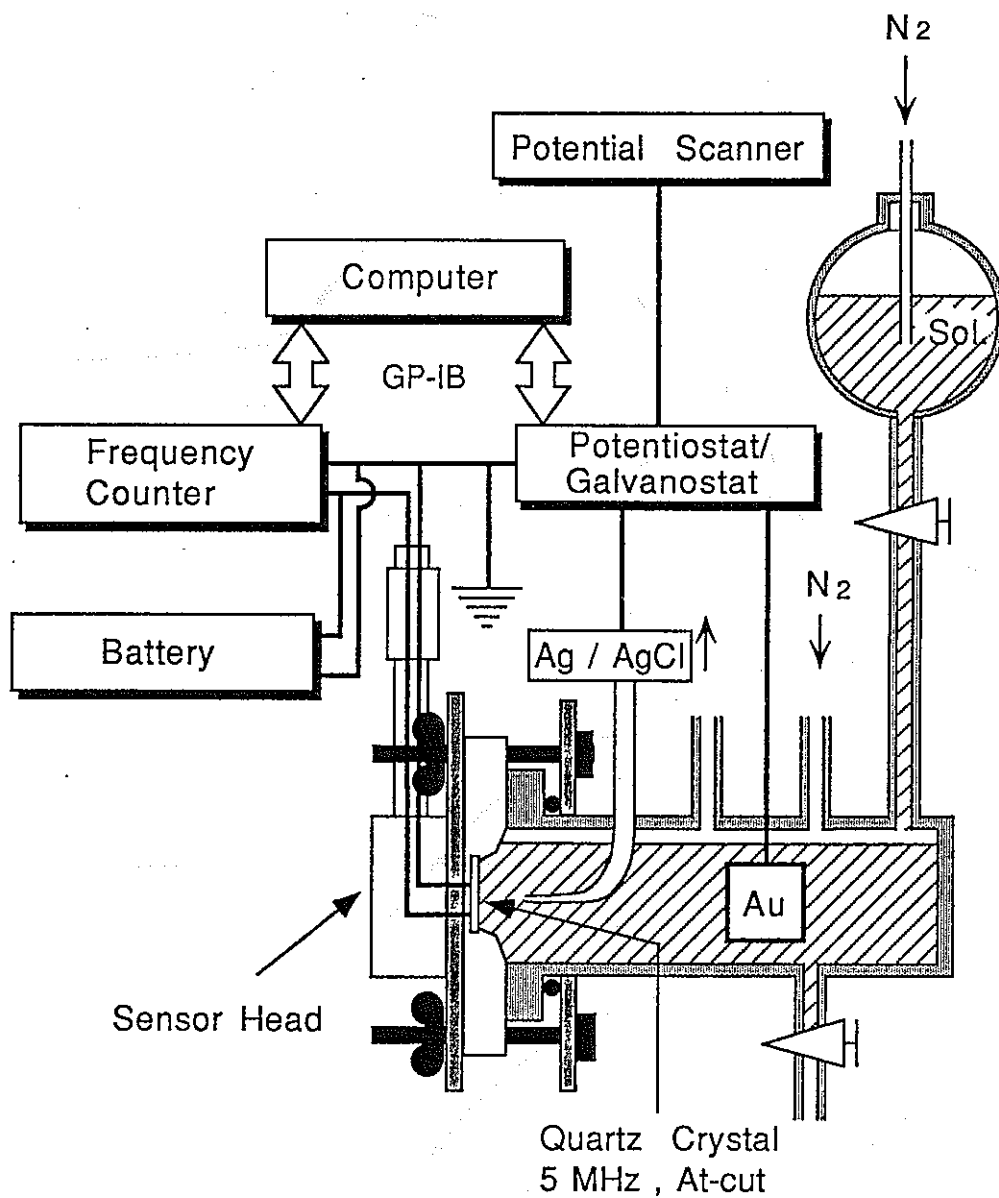 N2
Potential Scanner
Computer
Sol.
GP-IB
Frequency
Counter
Potentiostat/
Galvanostat
N2
Battery
Ag / AgCl
Au
Sensor Head
Quartz Crystal
5 MHz , At-cut